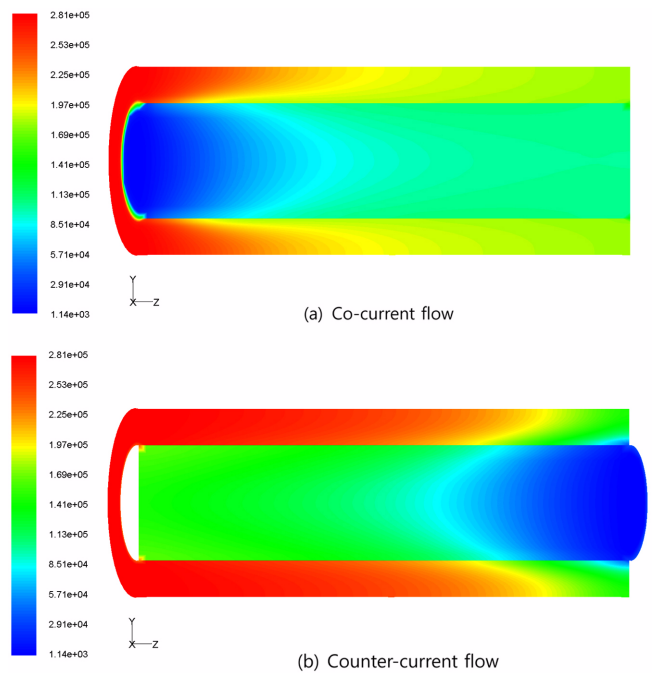 2.81e+05
2.53e+05
2.25e+05
1.97e+05
1.69e+05
1.41e+05
1.13e+05
8.51e+04
5.71e+04
2.91e+04
1.14e+03
Y
X Z
(a) Co-current flow
2.81e+05
2.53e+05
2.25e+05
1.97e+05
1.69e+05
1.41e+05
1.13e+05
8.51e+04
5.71e+04
2.91e+04
1.14e+03
Y
X Z
(b) Counter-current flow